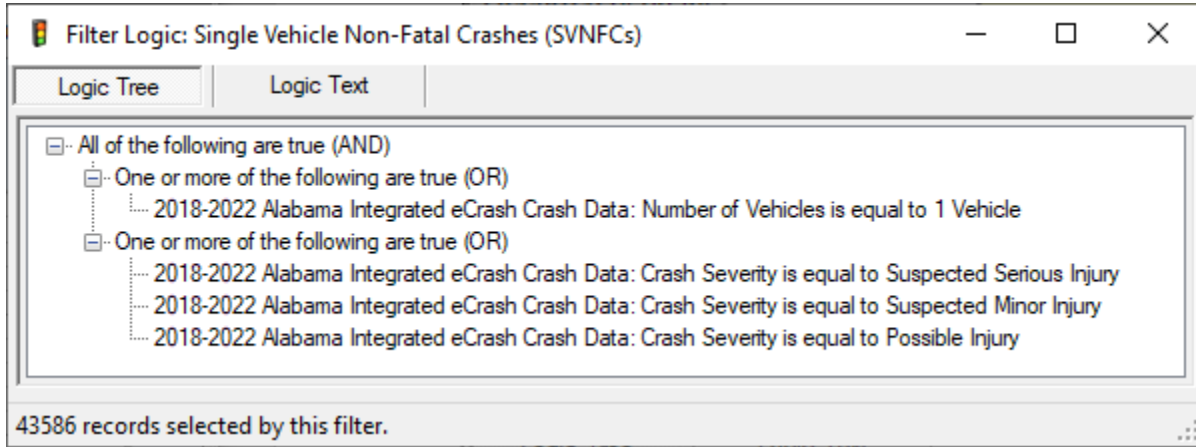 Filter Logic: Single Vehicle Non-Fatal Crashes (SVNFCs)
Logic Tree
Logic Text
All of the following are true (AND)
One or more of the following are true (OR)
2018-2022 Alabama Integrated eCrash Crash Data: Number of Vehicles is equal to 1 Vehicle
One or more of the following are true (OR)
2018-2022 Alabama Integrated eCrash Crash Data: Crash Severity is equal to Suspected Serious Injury
2018-2022 Alabama Integrated eCrash Crash Data: Crash Severity is equal to Suspected Minor Injury
2018-2022 Alabama Integrated eCrash Crash Data: Crash Severity is equal to Possible Injury
43586 records selected by this filter.